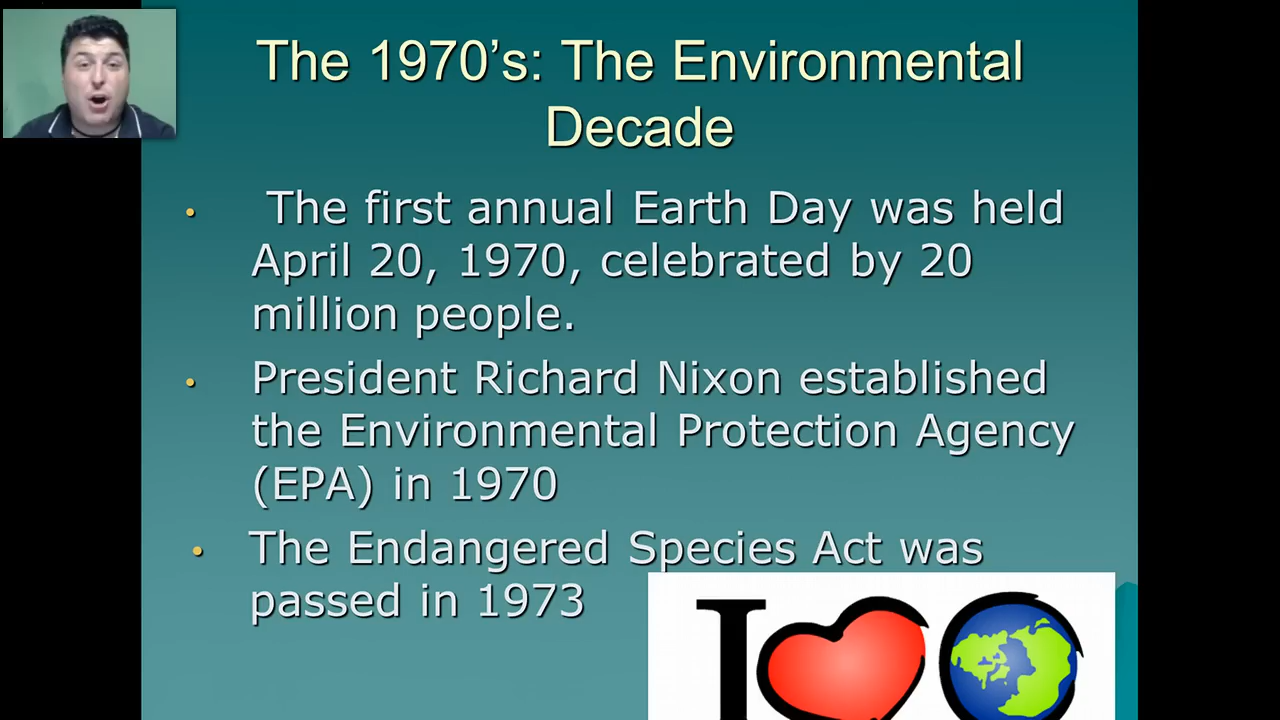 The 1970’s: The Environmental
Decade
• The first annual Earth Day was held
April 20, 1970, celebrated by 20
million people.
• President Richard Nixon established
the Environmental Protection Agency
(EPA) in 1970
• The Endangered Species Act was
passed in 1973
I